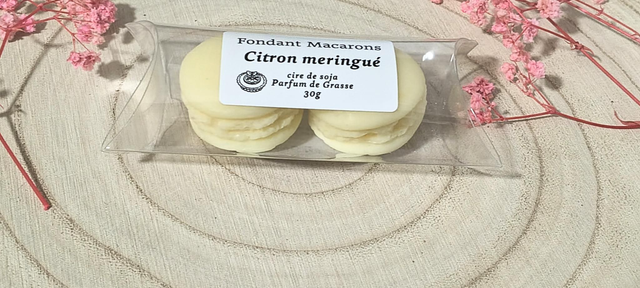 Fondant Macarons
Citron meringué
cire de soja
Parfum de Grasse
30g